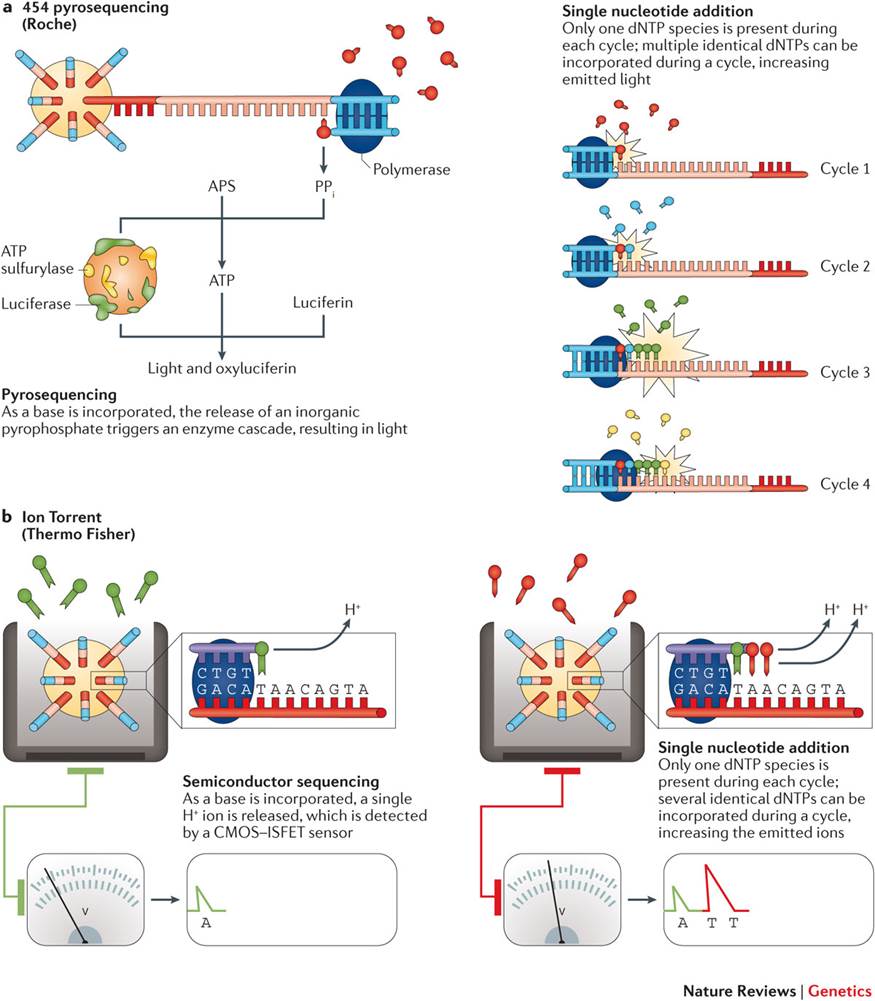 a 454 pyrosequencing
(Roche)
Polymerase
APS
PPi
ATP
sulfurylase
Luciferase
ATP
Luciferin
Light and oxyluciferin
Pyrosequencing
As a base is incorporated, the release of an inorganic
pyrophosphate triggers an enzyme cascade, resulting in light
Single nucleotide addition
Only one dNTP species is present during
each cycle; multiple identical dNTPs can be
incorporated during a cycle, increasing
emitted light
Cycle 1
Cycle 2
Cycle 3
Cycle 4
b Ion Torrent
(Thermo Fisher)
H+
CTGT
GACATAACAGTA
Semiconductor sequencing
As a base is incorporated, a single
H+ ion is released, which is detected
by a CMOS–ISFET sensor
V
A
H+ H+
CTGT
GACATAACAGTA
Single nucleotide addition
Only one dNTP species is
present during each cycle;
several identical dNTPs can be
incorporated during a cycle,
increasing the emitted ions
V
A T T
Nature Reviews | Genetics